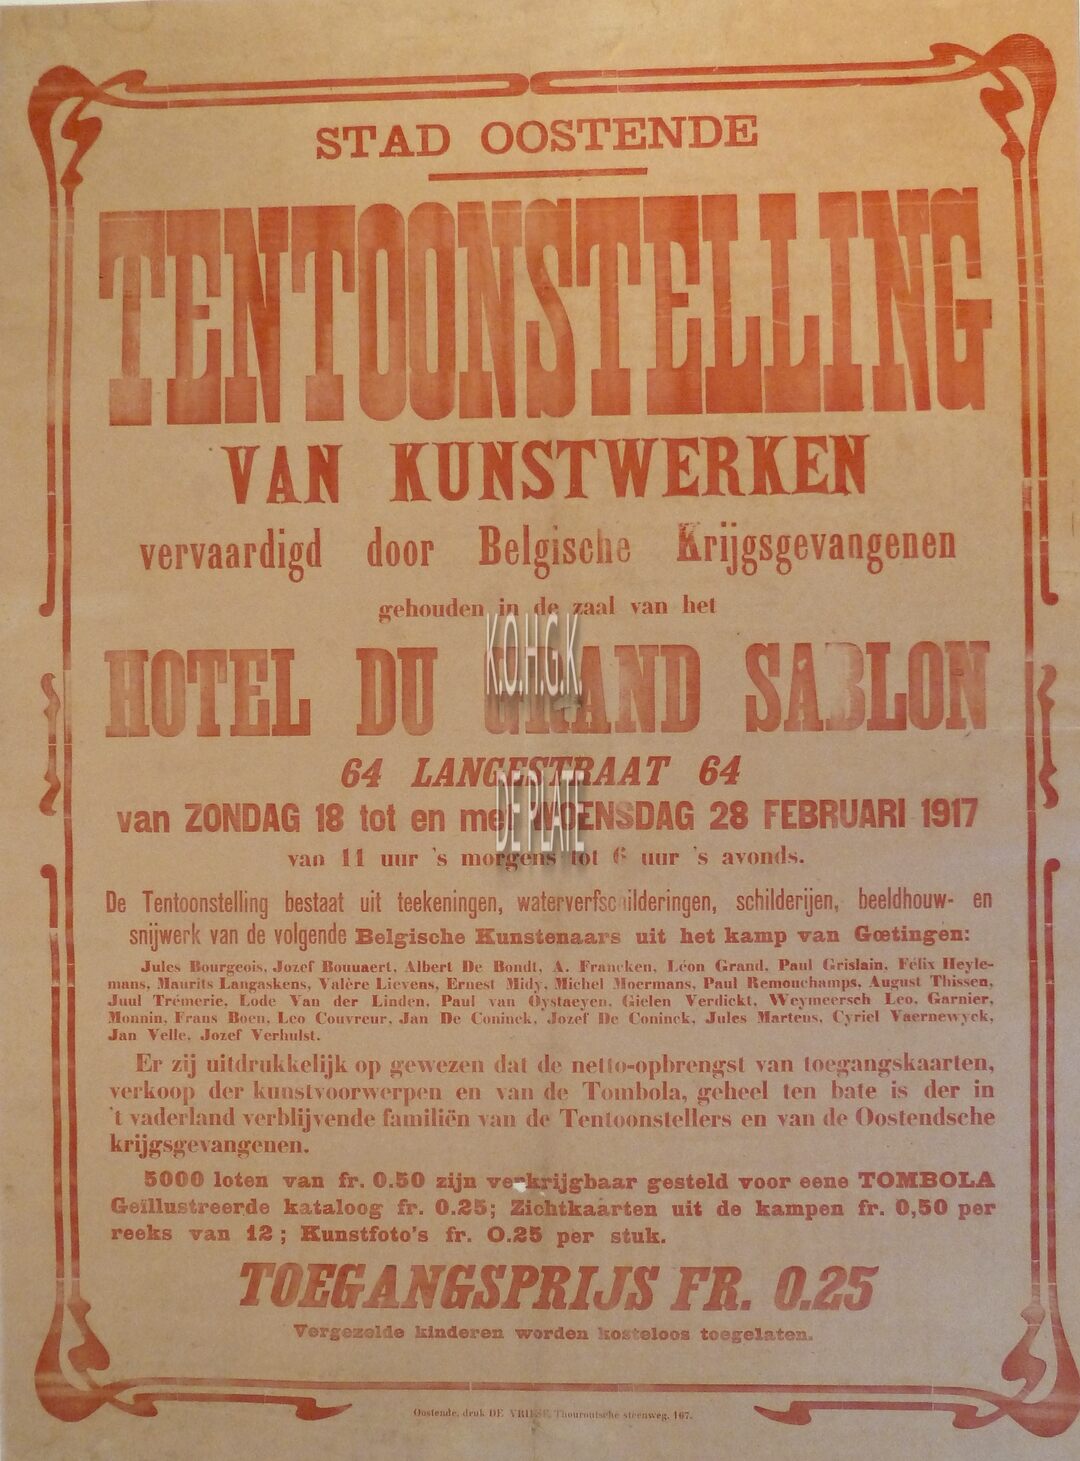 STAD OOSTENDE
TENTOONSTELLING
VAN KUNSTWERKEN
vervaardigd door Belgische Krijgsgevangenen
gehouden in de zaal van het
K.O.H.G.K.
HOTEL DU GRAND SABLON
64 LANGESTRAAT 64
DE PLATE
van ZONDAG 18 tot en met WOENSDAG 28 FEBRUARI 1917
van 11 uur 's morgens tot 6 uur 's avonds.
De Tentoonstelling bestaat uit teekeningen, waterverfschilderingen, schilderijen, beeldhouw- en
snijwerk van de volgende Belgische Kunstenaars uit het kamp van Gœtingen:
Jules Bourgeois, Jozef Bouuaert, Albert De Bondt, A. Francken, Léon Grand, Paul Grislain, Félix Heyle-
mans, Maurits Langaskens, Valère Lievens, Ernest Midy, Michel Moermans, Paul Remouchamps, August Thissen,
Juul Trémerie, Lode Van der Linden, Paul van Oystaeyen, Gielen Verdickt, Weymeersch Leo, Garnier,
Monnin, Frans Boen, Leo Couvreur, Jan De Coninck, Jozef De Coninck, Jules Martens, Cyriel Vaernewyck,
Jan Velle, Jozef Verhulst.
Er zij uitdrukkelijk op gewezen dat de netto-opbrengst van toegangskaarten,
verkoop der kunstvoorwerpen en van de Tombola, geheel ten bate is der in
't vaderland verblijvende familiën van de Tentoonstellers en van de Oostendsche
krijgsgevangenen.
5000 loten van fr. 0.50 zijn verkrijgbaar gesteld voor eene TOMBOLA
Geïllustreerde kataloog fr. 0.25; Zichtkaarten uit de kampen fr. 0,50 per
reeks van 12; Kunstfoto's fr. 0.25 per stuk.
TOEGANGSPRIJS FR. 0.25
Vergezelde kinderen worden kosteloos toegelaten.
Oostende, druk DE VRIESE, Thouroutsche steenweg, 167.